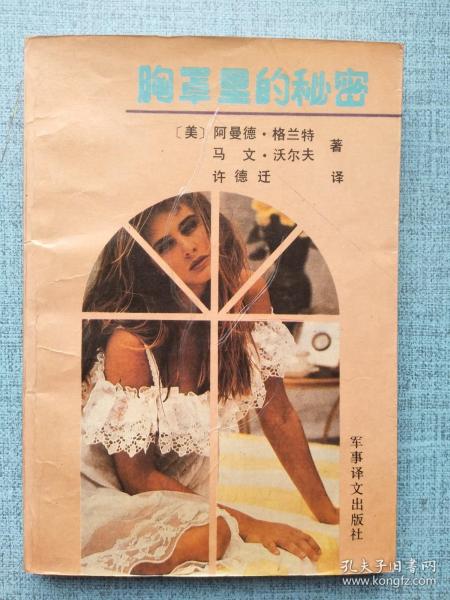 胸罩里的秘密
〔美〕阿曼德·格兰特
马文·沃尔夫 著
许德迁 译
军事译文出版社
孔夫子旧书网
www.kongfz.com